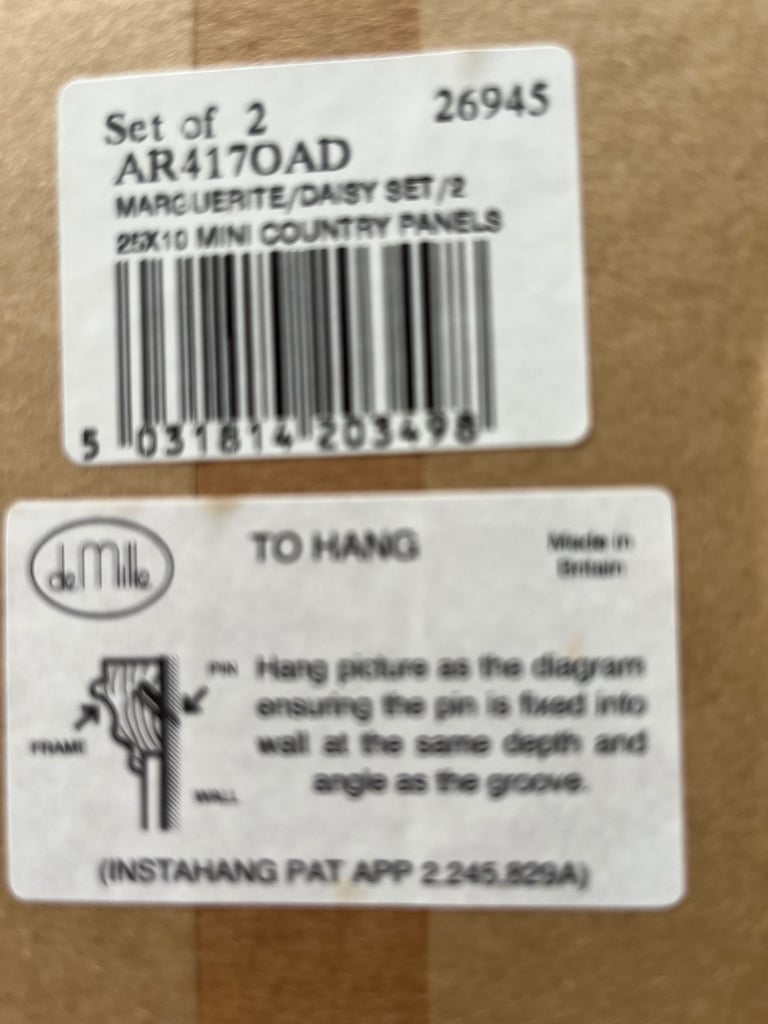 Set of 2 26945
AR417OAD
MARGUERITE/DAISY SET/2
25X10 MINI COUNTRY PANELS
5 031814 203498
deMille
TO HANG
Made in
Britain
PIN
FRAME
WALL
Hang picture as the diagram
ensuring the pin is fixed into
wall at the same depth and
angle as the groove.
(INSTAHANG PAT APP 2.245.829A)